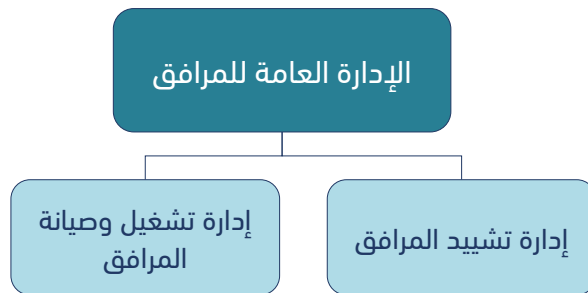 الإدارة العامة للمرافق
إدارة تشييد المرافق
إدارة تشغيل وصيانة
المرافق